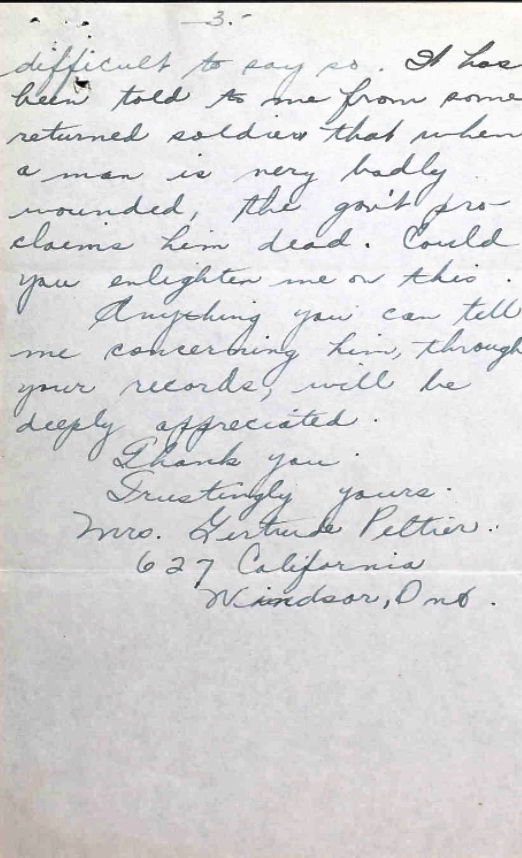 -3.-
difficult to say so. It has
been told to me from some
returned soldiers that when
a man is very badly
wounded, the gov't pro-
claims him dead. Could
you enlighten me on this.
Anything you can tell
me concerning him, through
your records, will be
deeply appreciated.
Thank you.
Trustingly yours.
Mrs. Gertrude Peltier.
627 California
Windsor, Ont.